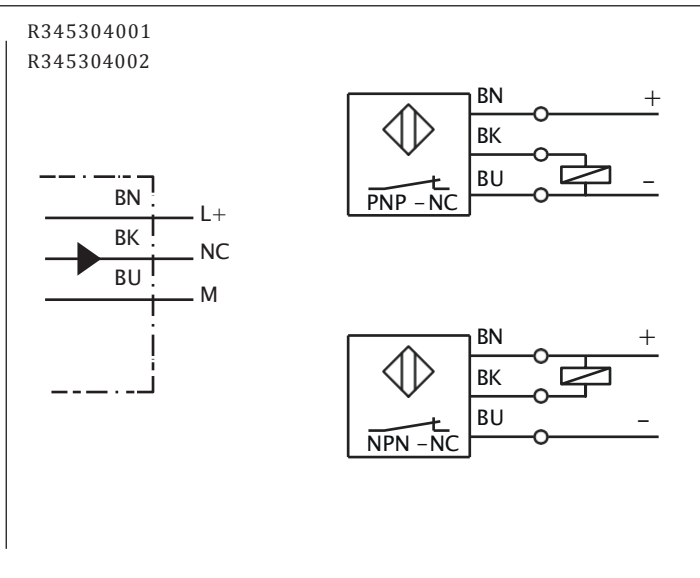 R345304001
R345304002
BN
L+
BK
NC
BU
M
BN
+
BK
BU
–
PNP –NC
BN
+
BK
BU
–
NPN –NC